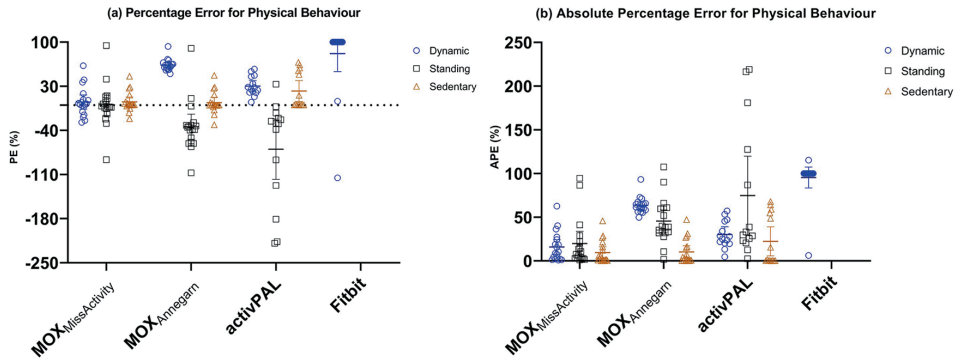 (a) Percentage Error for Physical Behaviour
100
30
-40
-110
-180
-250
PE (%)
Dynamic
Standing
Sedentary
MOXMissActivity
MOXAnnegarn
activPAL
Fitbit
(b) Absolute Percentage Error for Physical Behaviour
250
200
150
100
50
0
APE (%)
Dynamic
Standing
Sedentary
MOXMissActivity
MOXAnnegarn
activPAL
Fitbit